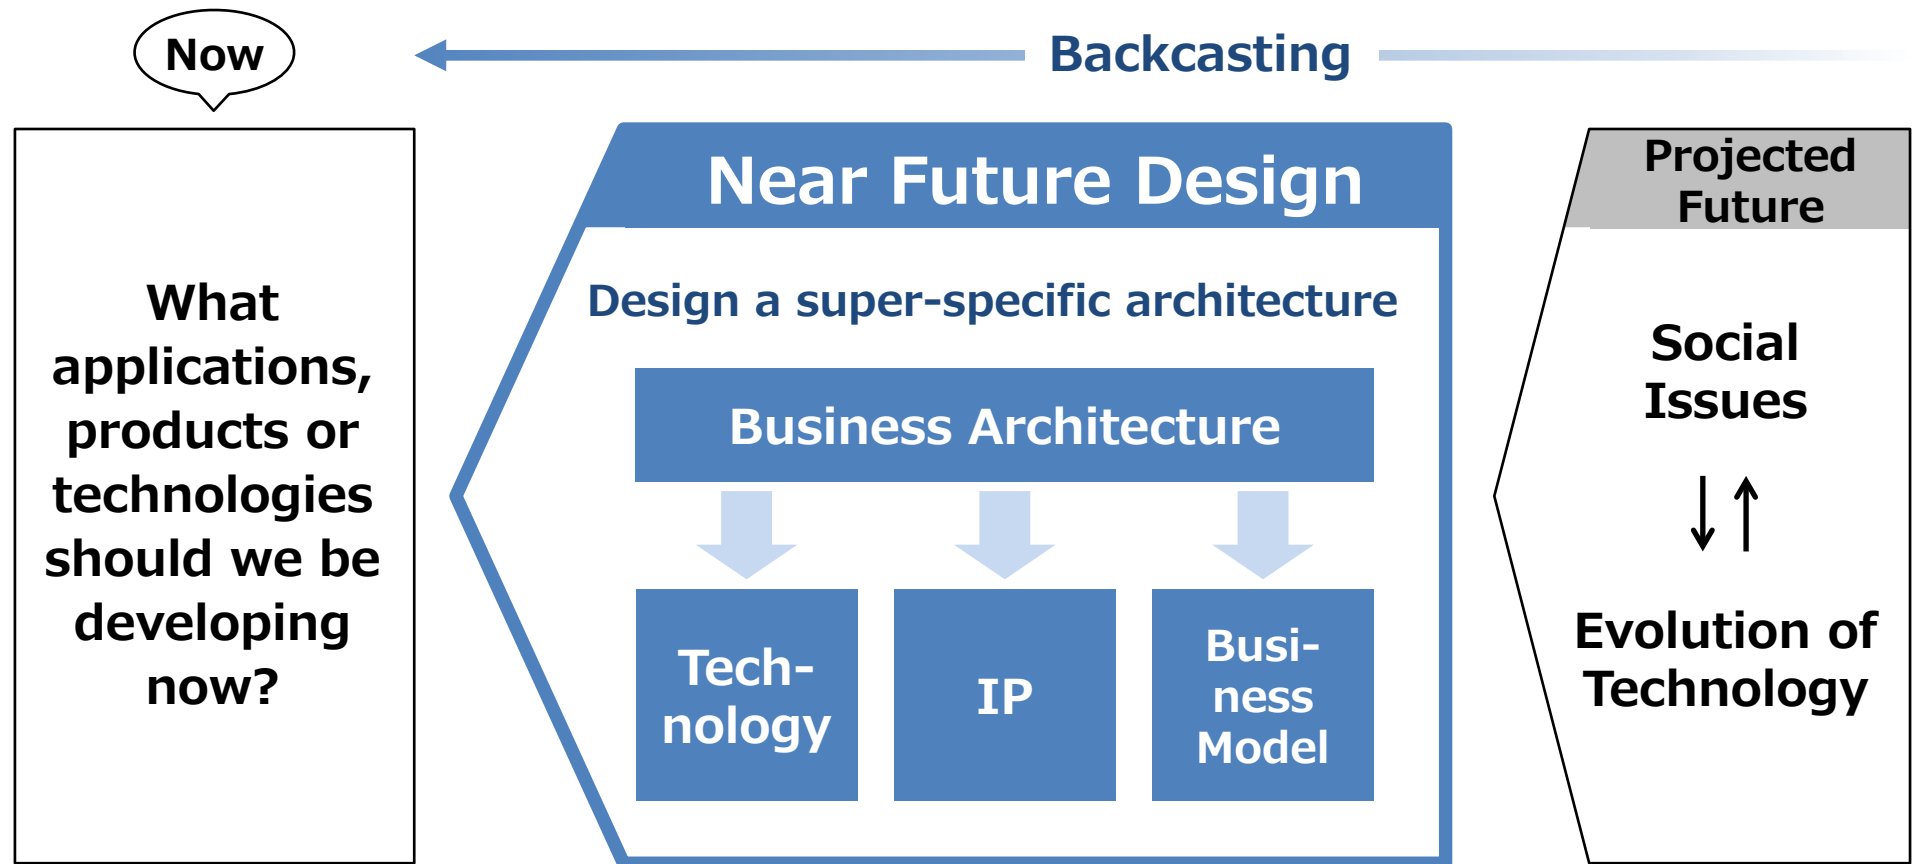 Now
Backcasting
What
applications,
products or
technologies
should we be
developing
now?
Near Future Design
Design a super-specific architecture
Business Architecture
Tech-
nology
IP
Busi-
ness
Model
Projected
Future
Social
Issues
Evolution of
Technology